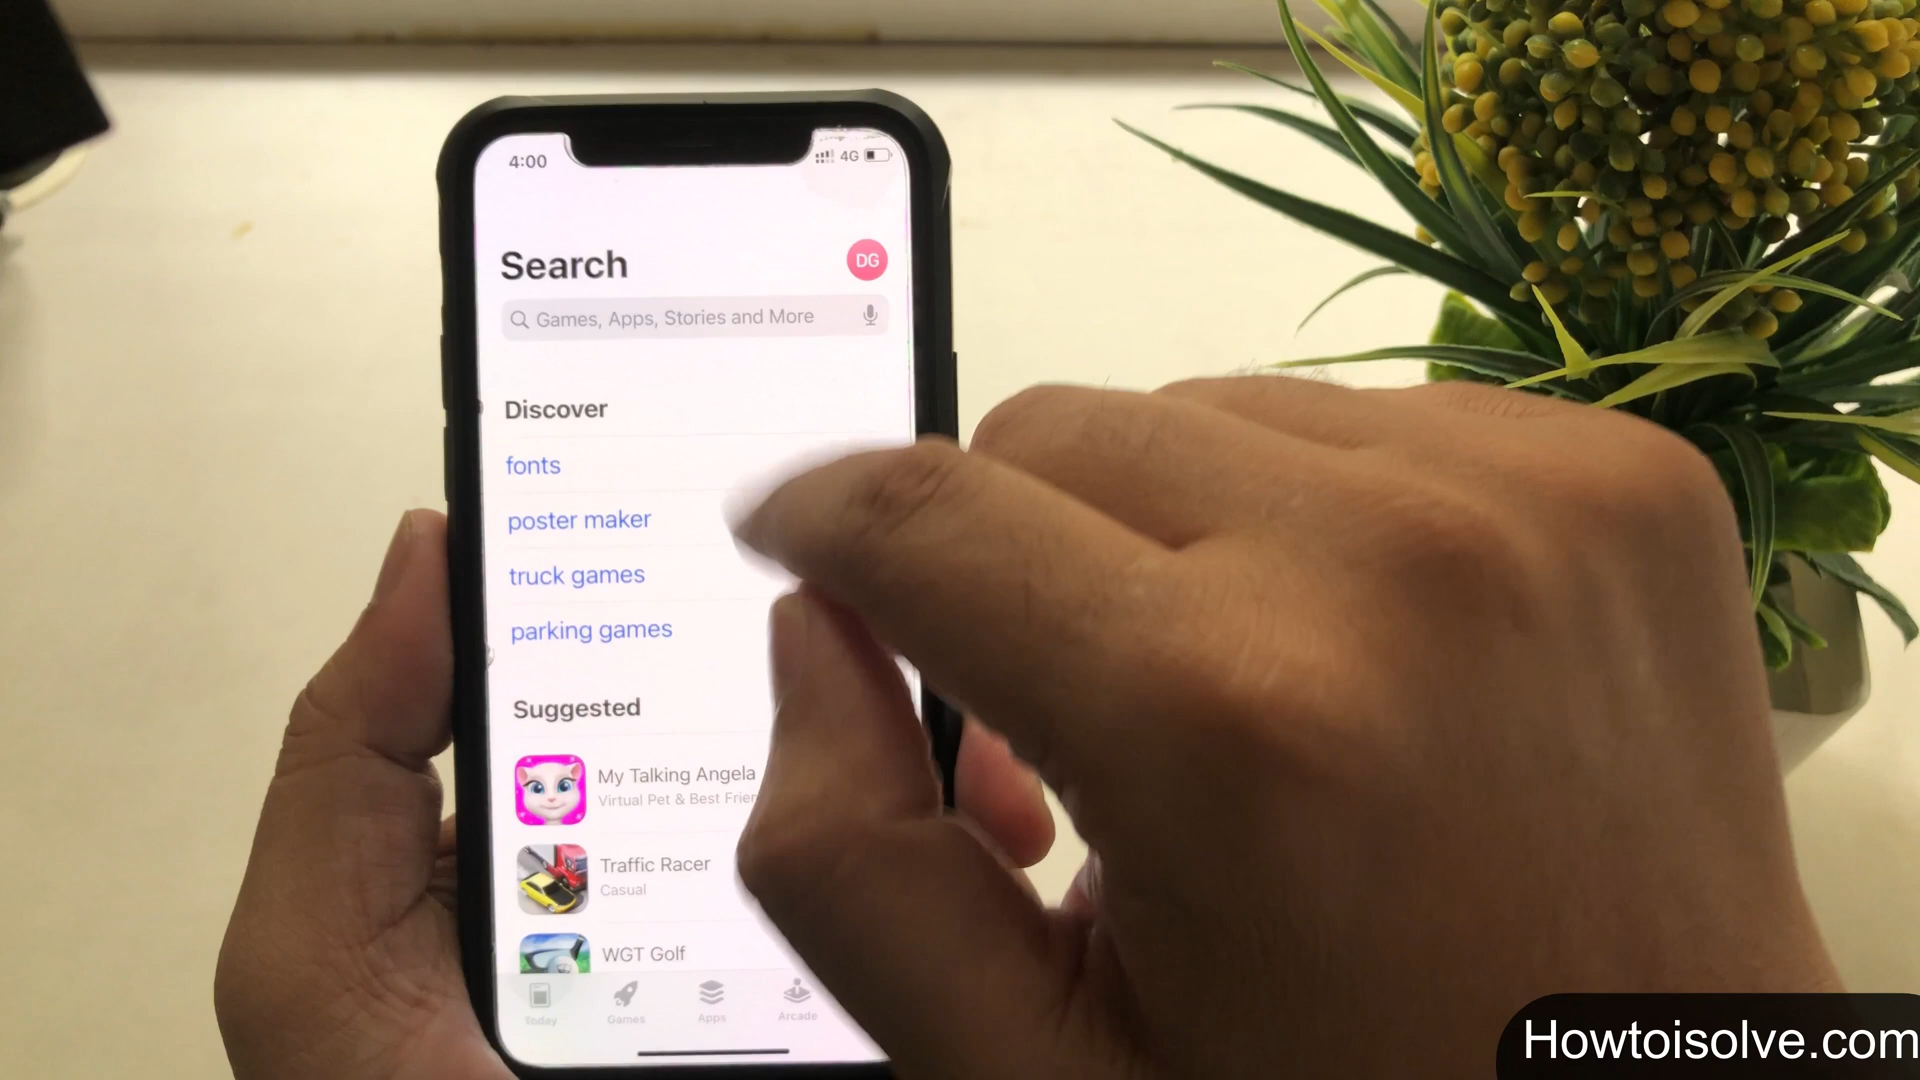 4:00
4G
Search
DG
Games, Apps, Stories and More
Discover
fonts
poster maker
truck games
parking games
Suggested
My Talking Angela
Virtual Pet & Best Frien
Traffic Racer
Casual
WGT Golf
Today
Games
Apps
Arcade
Howtoisolve.com